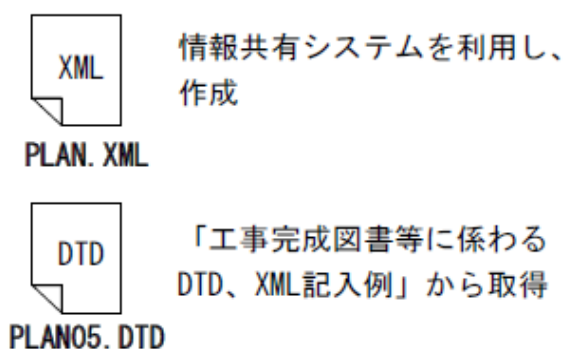 XML
情報共有システムを利用し、
作成
PLAN.XML
DTD
「工事完成図書等に係わる
DTD、XML記入例」から取得
PLAN05.DTD